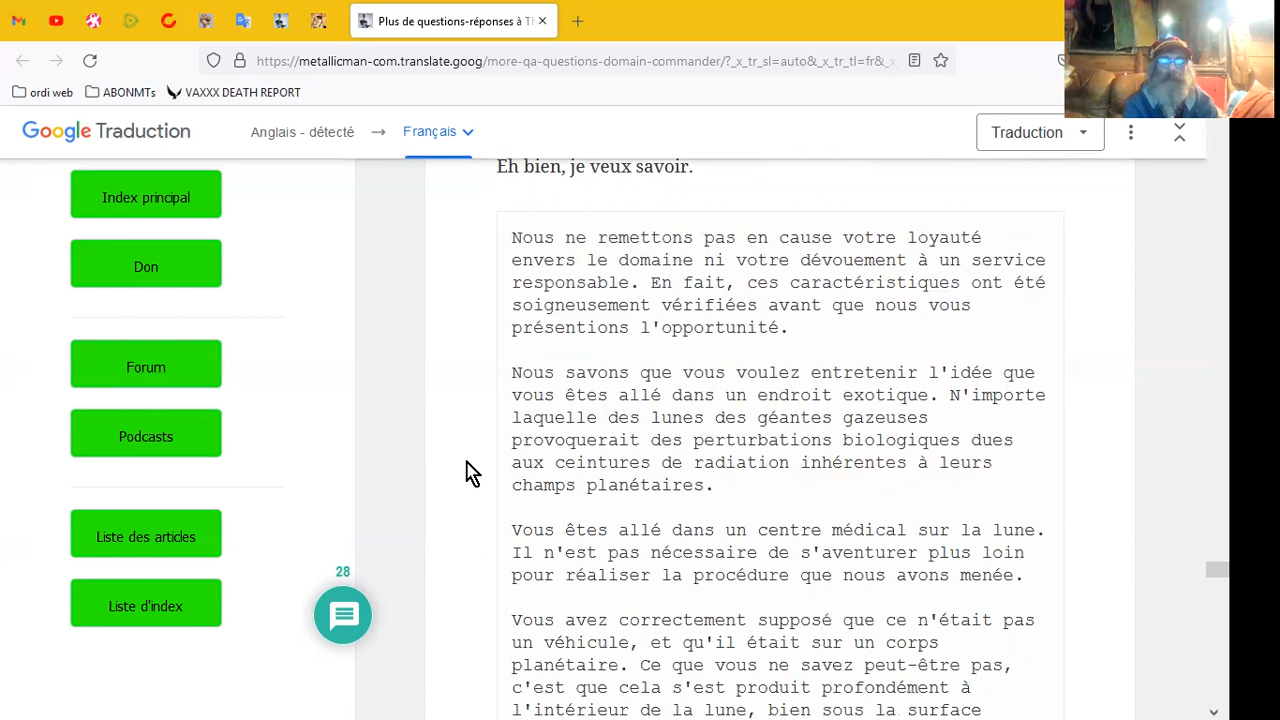 Plus de questions-réponses à Tl
https://metallicman-com.translate.goog/more-qa-questions-domain-commander/?_x_tr_sl=auto&_x_tr_tl=fr&_x
ordi web
ABONMTs
VAXXX DEATH REPORT
Google Traduction
Anglais - détecté
Français
Traduction
Index principal
Don
Forum
Podcasts
Liste des articles
Liste d'index
28
Eh bien, je veux savoir.
Nous ne remettons pas en cause votre loyauté
envers le domaine ni votre dévouement à un service
responsable. En fait, ces caractéristiques ont été
soigneusement vérifiées avant que nous vous
présentions l'opportunité.
Nous savons que vous voulez entretenir l'idée que
vous êtes allé dans un endroit exotique. N'importe
laquelle des lunes des géantes gazeuses
provoquerait des perturbations biologiques dues
aux ceintures de radiation inhérentes à leurs
champs planétaires.
Vous êtes allé dans un centre médical sur la lune.
Il n'est pas nécessaire de s'aventurer plus loin
pour réaliser la procédure que nous avons menée.
Vous avez correctement supposé que ce n'était pas
un véhicule, et qu'il était sur un corps
planétaire. Ce que vous ne savez peut-être pas,
c'est que cela s'est produit profondément à
l'intérieur de la lune, bien sous la surface